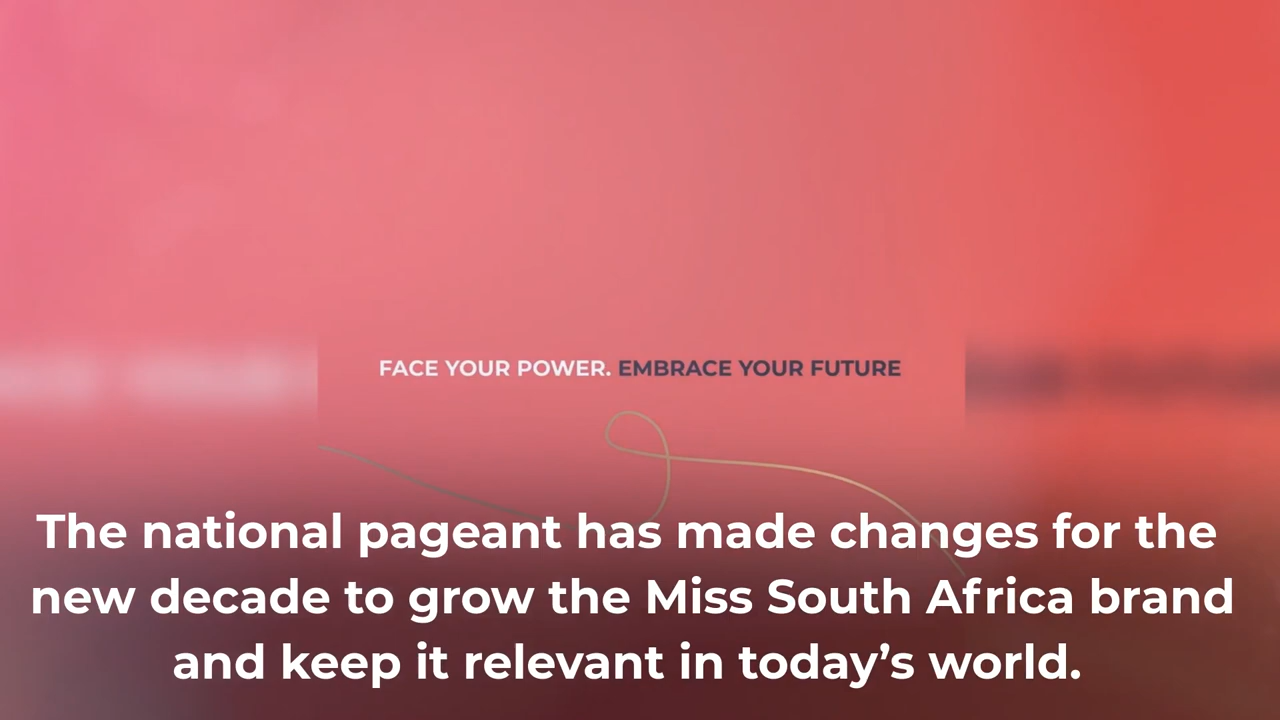 FACE YOUR POWER. EMBRACE YOUR FUTURE
The national pageant has made changes for the
new decade to grow the Miss South Africa brand
and keep it relevant in today’s world.